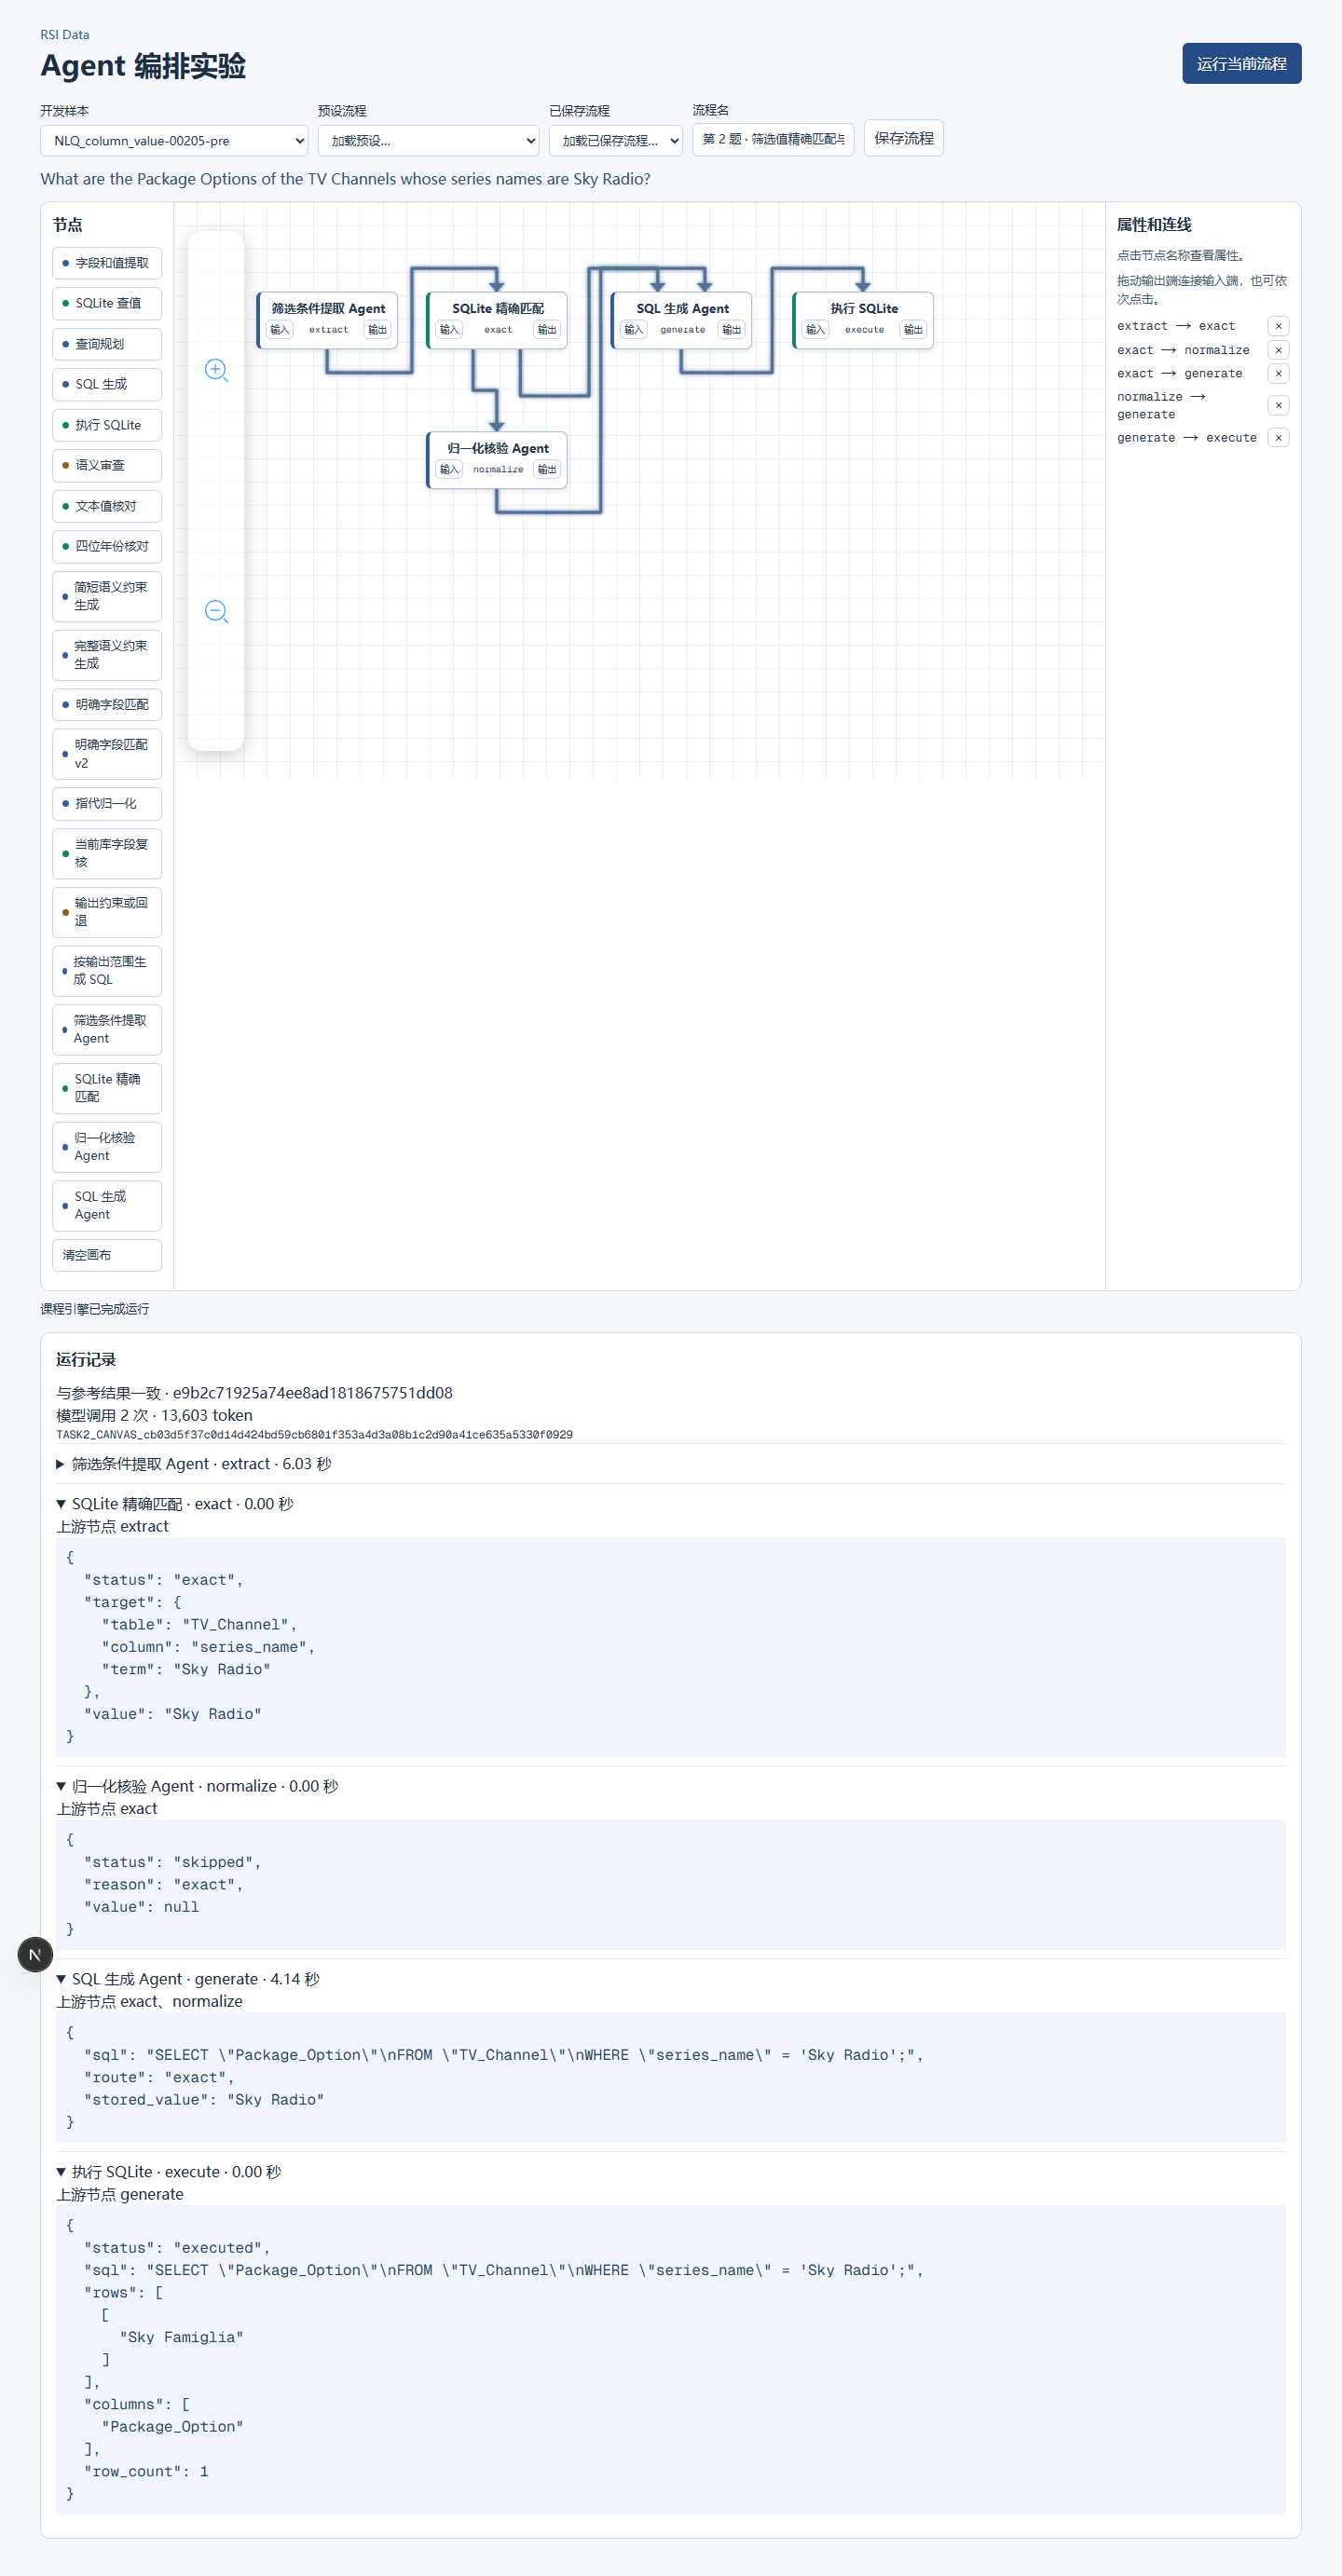 RSI Data
Agent 编排实验
运行当前流程
开发样本
预设流程
已保存流程
流程名
NLQ_column_value-00205-pre
加载预设...
加载已保存流程...
第 2 题 · 筛选值精确匹配与
保存流程
What are the Package Options of the TV Channels whose series names are Sky Radio?
节点
字段和值提取
SQLite 查值
查询规划
SQL 生成
执行 SQLite
语义审查
文本值核对
四位年份核对
简短语义约束
生成
完整语义约束
生成
明确字段匹配
明确字段匹配
v2
指代归一化
当前库字段复
核
输出约束或回
退
按输出范围生
成 SQL
筛选条件提取
Agent
SQLite 精确
匹配
归一化核验
Agent
SQL 生成
Agent
清空画布
筛选条件提取 Agent
输入 extract 输出
SQLite 精确匹配
输入 exact 输出
SQL 生成 Agent
输入 generate 输出
执行 SQLite
输入 execute 输出
归一化核验 Agent
输入 normalize 输出
属性和连线
点击节点名称查看属性。
拖动输出端连接输入端，也可依
次点击。
extract → exact ×
exact → normalize ×
exact → generate ×
normalize →
generate ×
generate → execute ×
课程引擎已完成运行
运行记录
与参考结果一致 · e9b2c71925a74ee8ad1818675751dd08
模型调用 2 次 · 13,603 token
TASK2_CANVAS_cb03d5f37c0d14d424bd59cb6801f353a4d3a08b1c2d90a41ce635a5330f0929
▶ 筛选条件提取 Agent · extract · 6.03 秒
▼ SQLite 精确匹配 · exact · 0.00 秒
上游节点 extract
{
"status": "exact",
"target": {
"table": "TV_Channel",
"column": "series_name",
"term": "Sky Radio"
},
"value": "Sky Radio"
}
▼ 归一化核验 Agent · normalize · 0.00 秒
上游节点 exact
{
"status": "skipped",
"reason": "exact",
"value": null
}
N
▼ SQL 生成 Agent · generate · 4.14 秒
上游节点 exact、normalize
{
"sql": "SELECT \"Package_Option\"\nFROM \"TV_Channel\"\nWHERE \"series_name\" = 'Sky Radio';",
"route": "exact",
"stored_value": "Sky Radio"
}
▼ 执行 SQLite · execute · 0.00 秒
上游节点 generate
{
"status": "executed",
"sql": "SELECT \"Package_Option\"\nFROM \"TV_Channel\"\nWHERE \"series_name\" = 'Sky Radio';",
"rows": [
[
"Sky Famiglia"
]
],
"columns": [
"Package_Option"
],
"row_count": 1
}